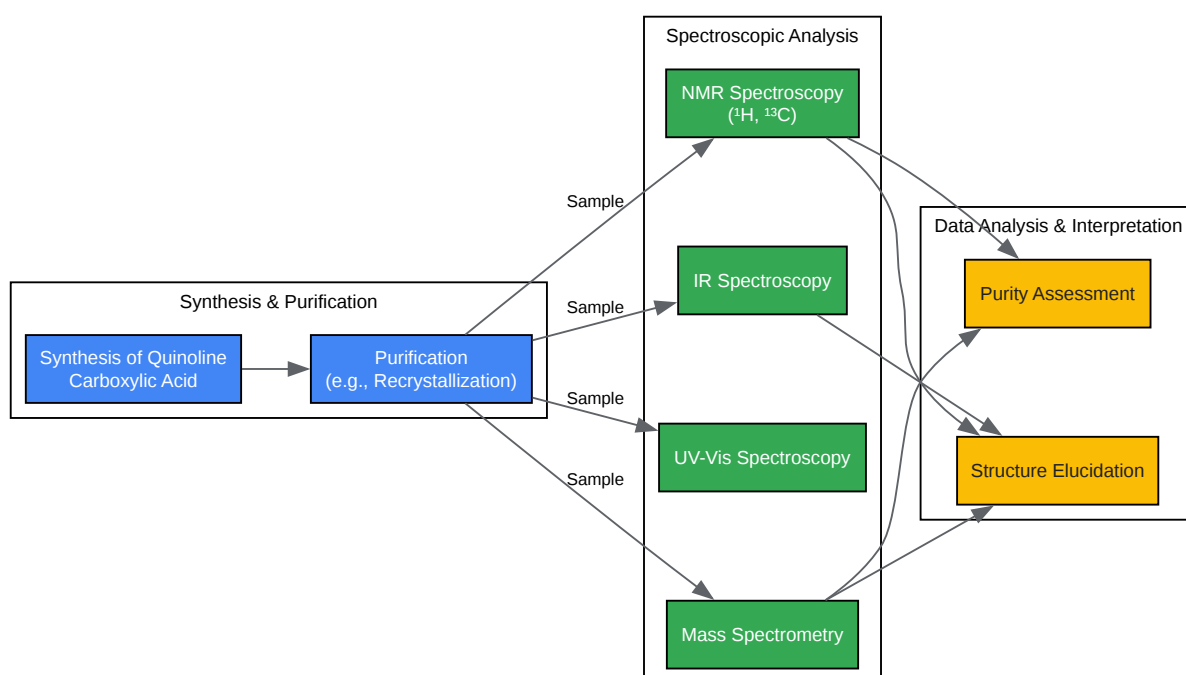 Synthesis & Purification
Synthesis of Quinoline
Carboxylic Acid
Purification
(e.g., Recrystallization)
Sample
Sample
Sample
Sample
Spectroscopic Analysis
NMR Spectroscopy
(¹H, ¹³C)
IR Spectroscopy
UV-Vis Spectroscopy
Mass Spectrometry
Data Analysis & Interpretation
Purity Assessment
Structure Elucidation